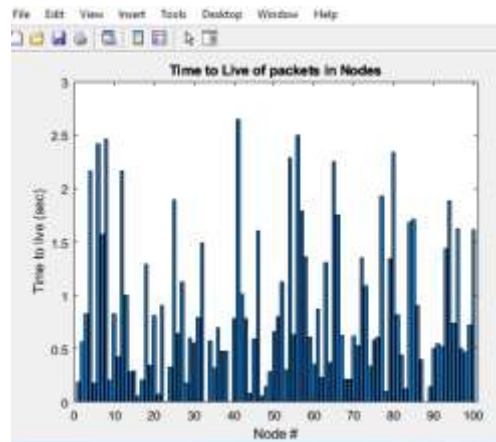 File Edit View Insert Tools Desktop Window Help
Time to Live of packets in Nodes
3
2.5
2
1.5
1
0.5
0
Time to live (sec)
0 10 20 30 40 50 60 70 80 90 100
Node #